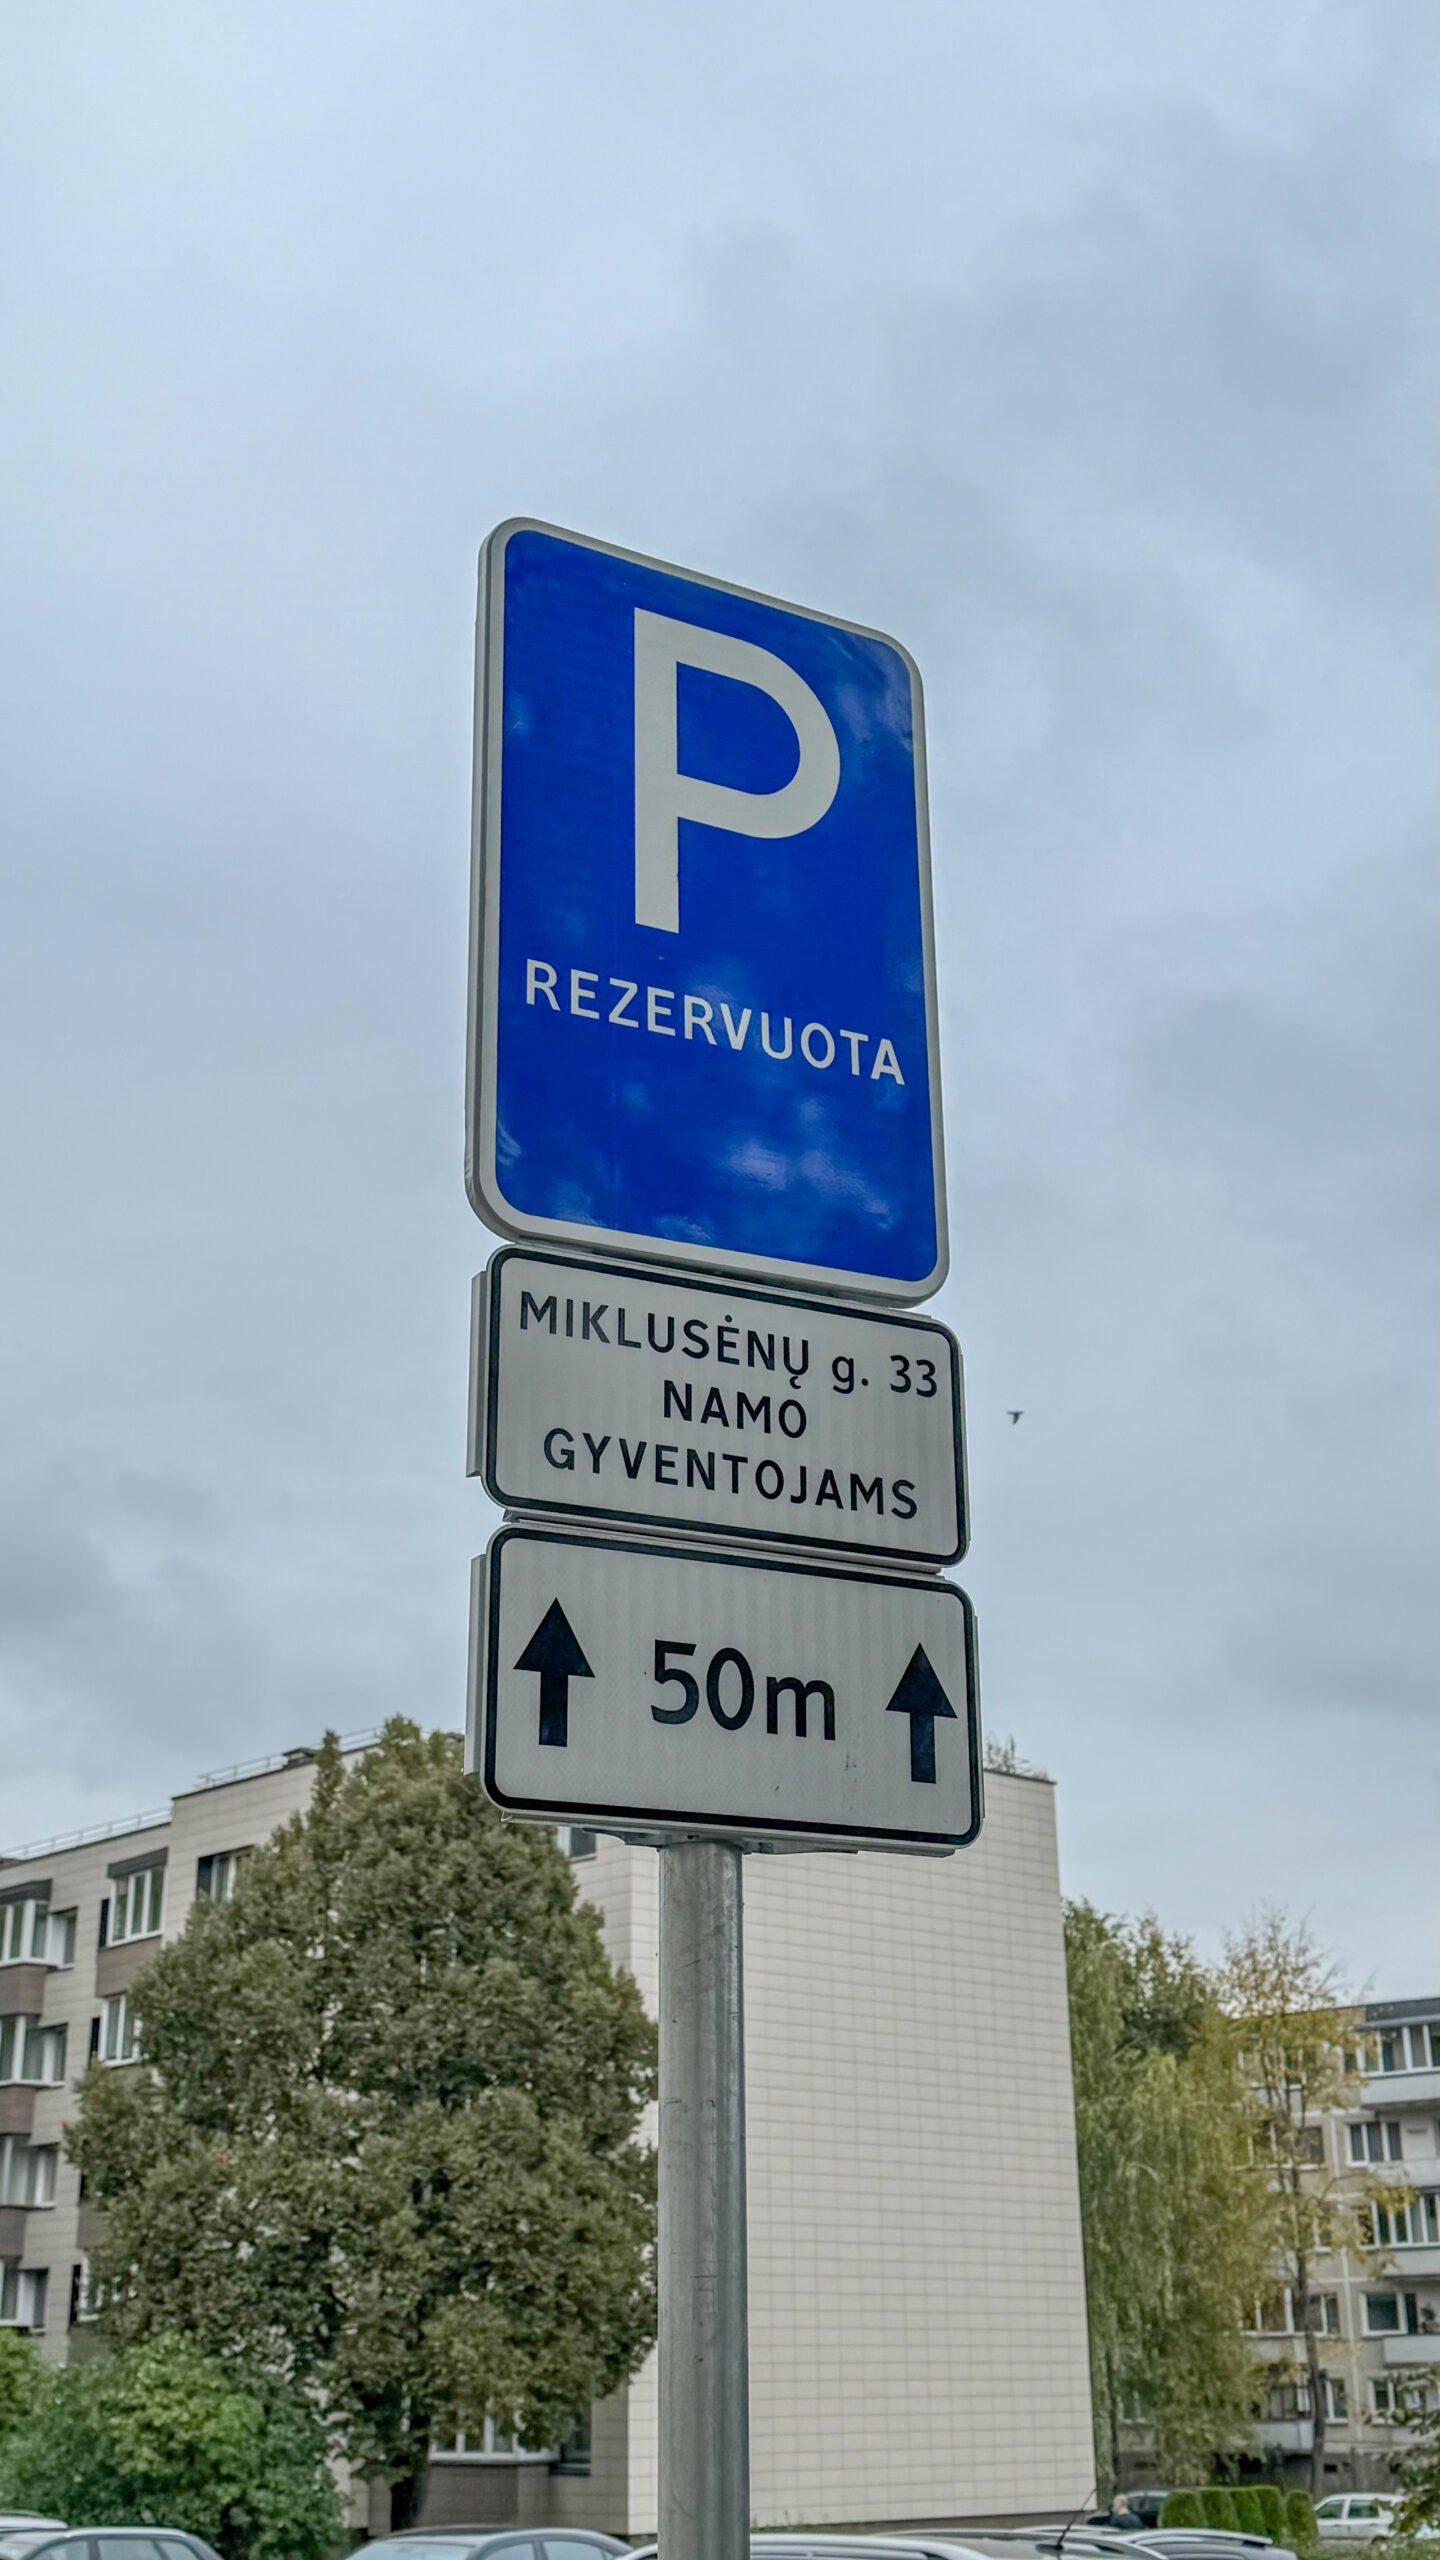 P
REZERVUOTA
MIKLUSĖNŲ g. 33
NAMO
GYVENTOJAMS
50m